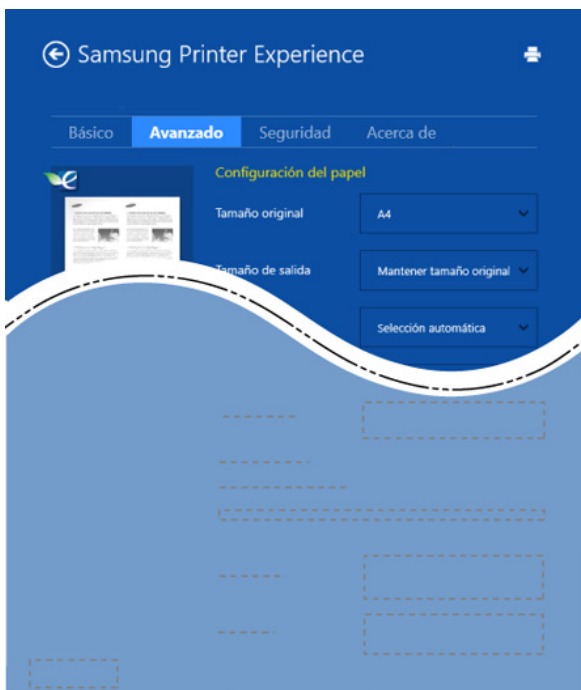 Samsung Printer Experience
Básico Avanzado Seguridad Acerca de
Configuración del papel
Tamaño original A4
Tamaño de salida Mantener tamaño original
Selección automática